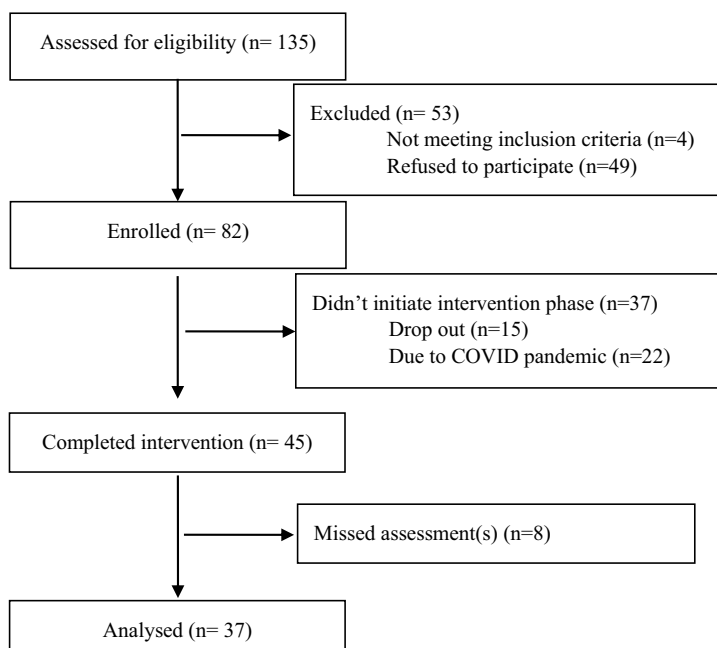 Assessed for eligibility (n= 135)
Excluded (n= 53)
Not meeting inclusion criteria (n=4)
Refused to participate (n=49)
Enrolled (n= 82)
Didn’t initiate intervention phase (n=37)
Drop out (n=15)
Due to COVID pandemic (n=22)
Completed intervention (n= 45)
Missed assessment(s) (n=8)
Analysed (n= 37)